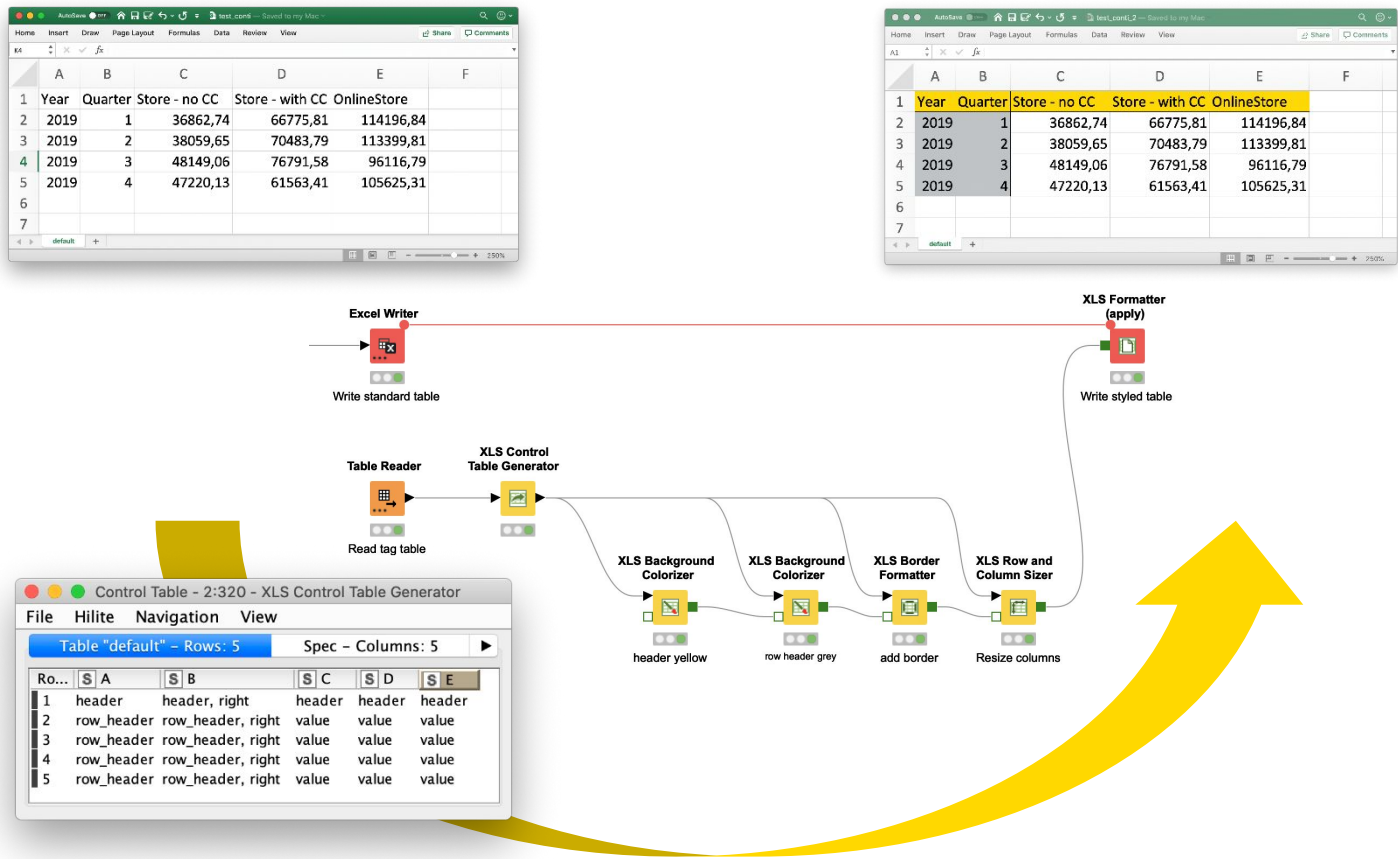 AutoSave OFF test_conti — Saved to my Mac
Home Insert Draw Page Layout Formulas Data Review View Share Comments
K4 fx
A B C D E F
1 Year Quarter Store - no CC Store - with CC OnlineStore
2 2019 1 36862,74 66775,81 114196,84
3 2019 2 38059,65 70483,79 113399,81
4 2019 3 48149,06 76791,58 96116,79
5 2019 4 47220,13 61563,41 105625,31
6
7
default +
- + 250%
AutoSave OFF test_conti_2 — Saved to my Mac
Home Insert Draw Page Layout Formulas Data Review View Share Comments
A1 fx
A B C D E F
1 Year Quarter Store - no CC Store - with CC OnlineStore
2 2019 1 36862,74 66775,81 114196,84
3 2019 2 38059,65 70483,79 113399,81
4 2019 3 48149,06 76791,58 96116,79
5 2019 4 47220,13 61563,41 105625,31
6
7
default +
- + 250%
Excel Writer
Write standard table
XLS Formatter
(apply)
Write styled table
Table Reader
Read tag table
XLS Control
Table Generator
XLS Background
Colorizer
header yellow
XLS Background
Colorizer
row header grey
XLS Border
Formatter
add border
XLS Row and
Column Sizer
Resize columns
Control Table - 2:320 - XLS Control Table Generator
File Hilite Navigation View
Table "default" – Rows: 5 Spec – Columns: 5
Ro... S A S B S C S D S E
1 header header, right header header header
2 row_header row_header, right value value value
3 row_header row_header, right value value value
4 row_header row_header, right value value value
5 row_header row_header, right value value value